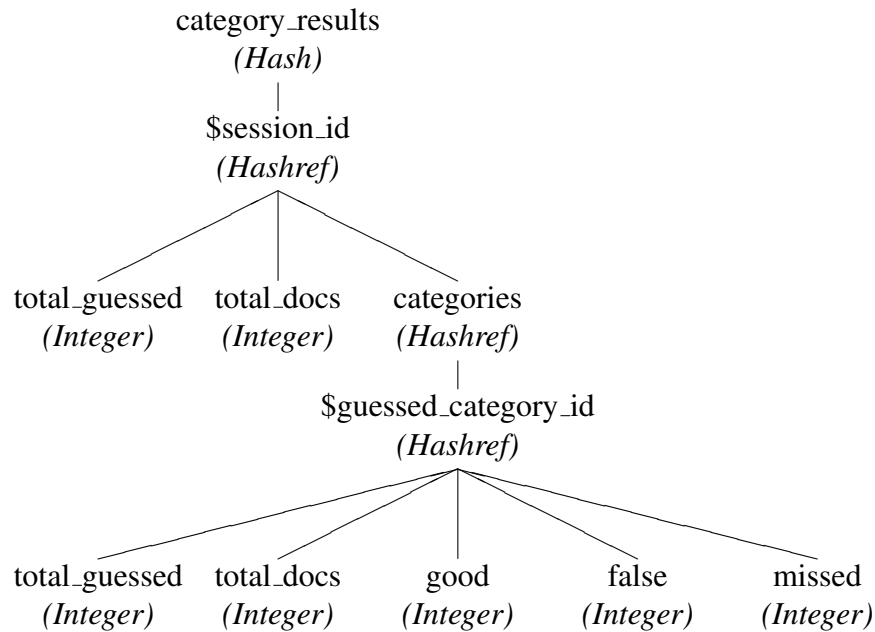 category_results
(Hash)
$session_id
(Hashref)
total_guessed total_docs categories
(Integer) (Integer) (Hashref)
$guessed_category_id
(Hashref)
total_guessed total_docs good false missed
(Integer) (Integer) (Integer) (Integer) (Integer)